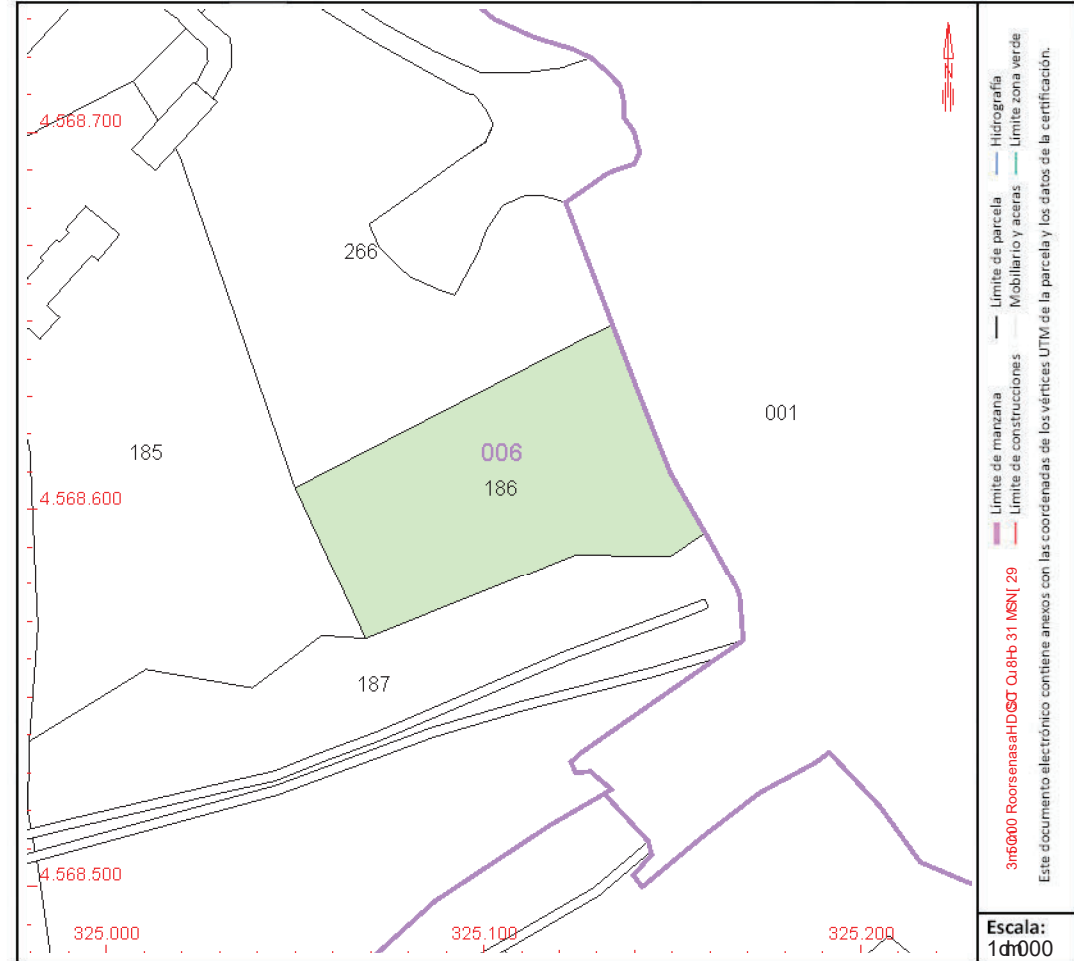 4.568.700
266
001
185
006
4.568.600
186
187
4.568.500
325.000
325.100
325.200
N
Límite de manzana
Límite de parcela
Hidrografía
Límite de construcciones
Mobiliario y aceras
Límite zona verde
Este documento electrónico contiene anexos con las coordenadas de los vértices UTM de la parcela y los datos de la certificación.
Escala: